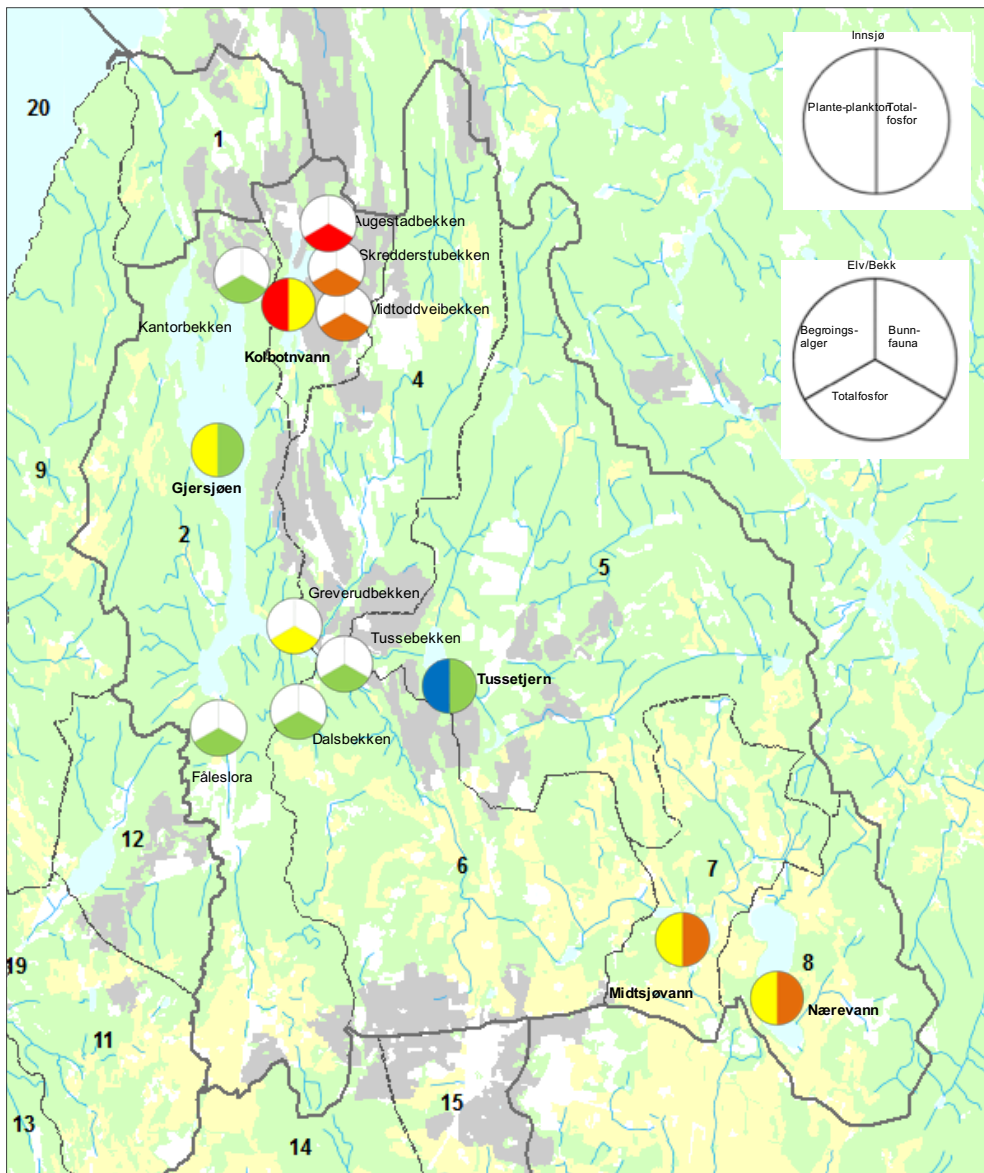 Innsjø
Plante-plankton
Total-
fosfor
20
1
Augestadbekken
Skredderstubekken
Elv/Bekk
Midtoddveibekken
Kantorbekken
Begroings-
alger
Bunn-
fauna
Kolbotnvann
4
Totalfosfor
9
Gjersjøen
2
5
Greverudbekken
Tussebekken
Tussetjern
Dalsbekken
Fåleslora
12
6
7
19
Midtsjøvann
8
Nærevann
11
15
13
14